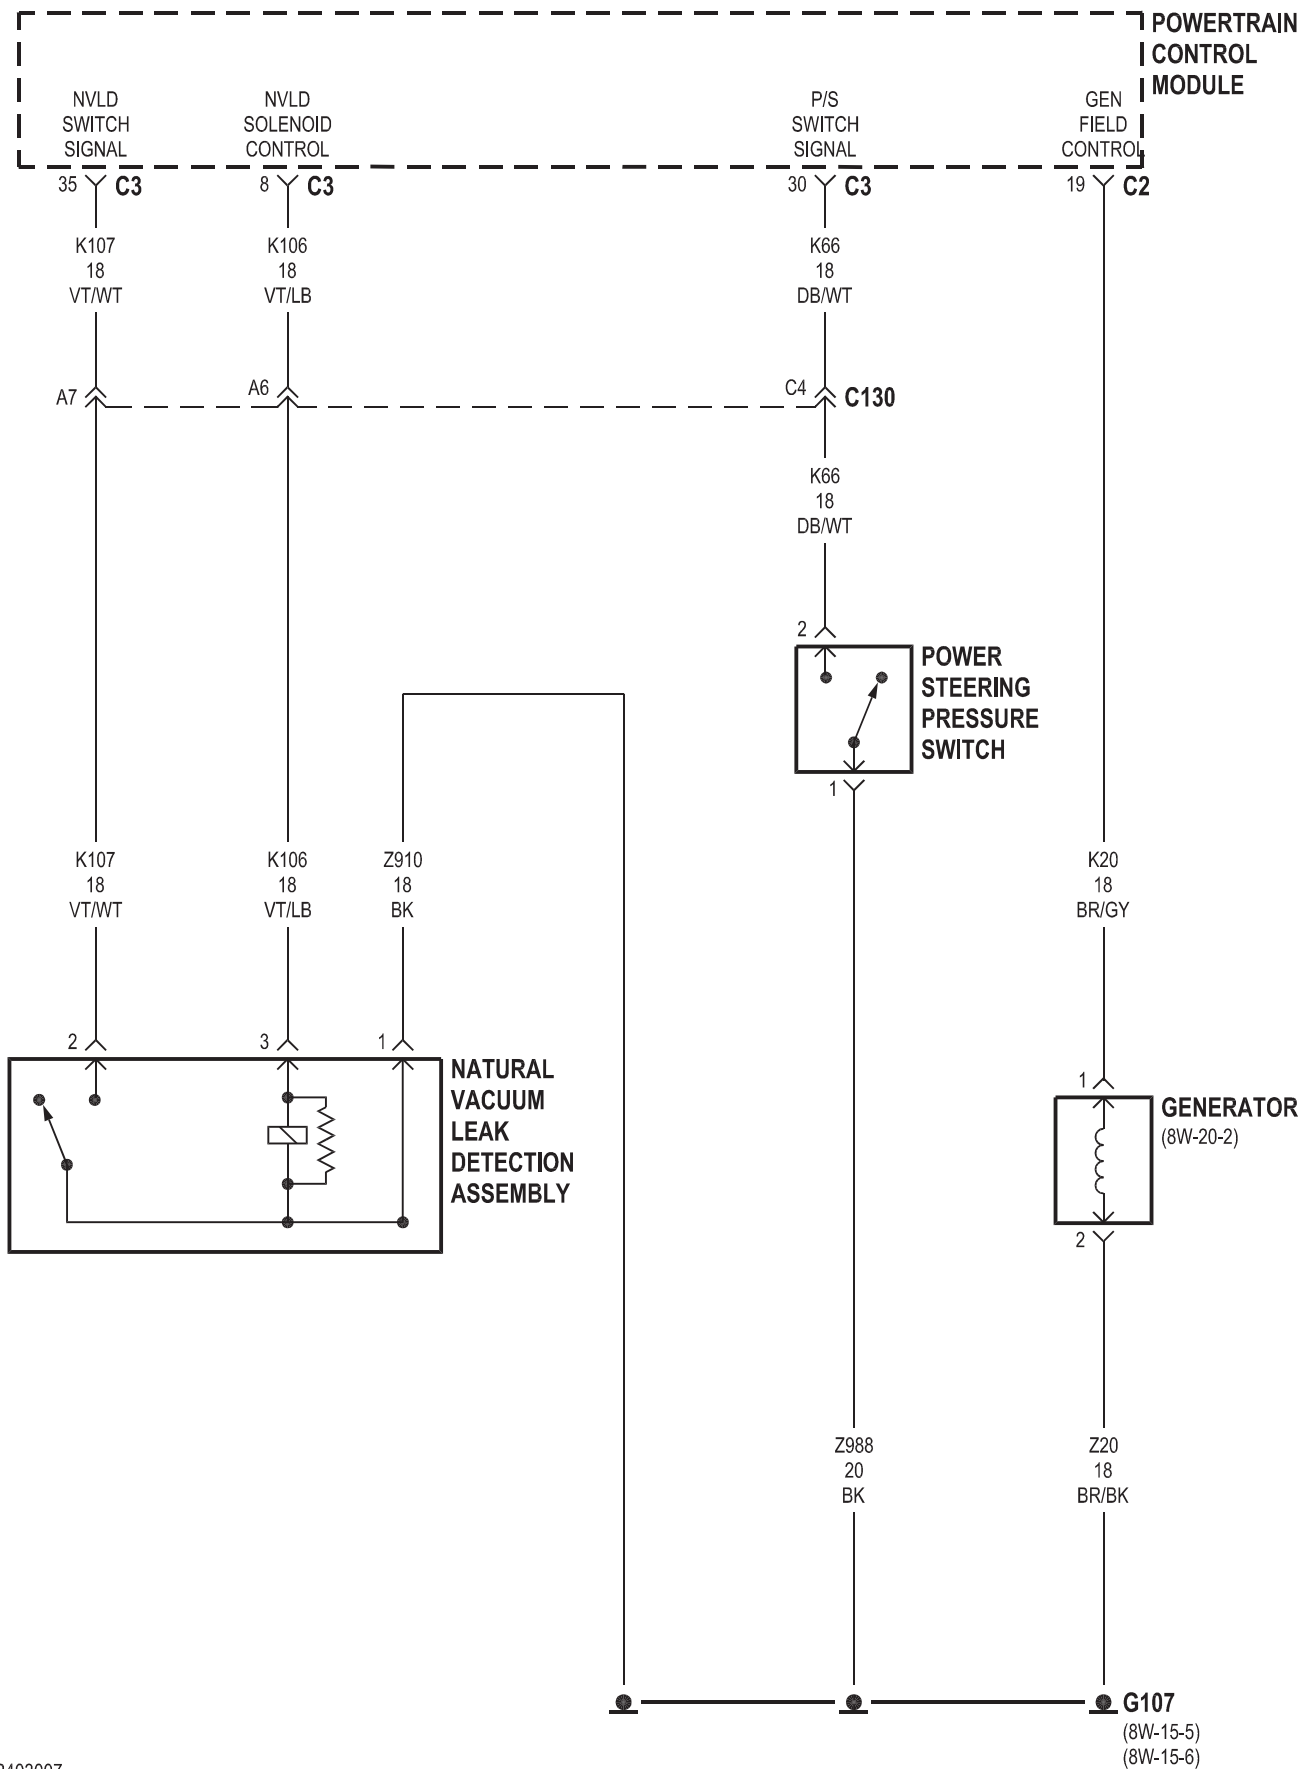 POWERTRAIN
CONTROL
MODULE
NVLD
SWITCH
SIGNAL
NVLD
SOLENOID
CONTROL
P/S
SWITCH
SIGNAL
GEN
FIELD
CONTROL
35 C3
8 C3
30 C3
19 C2
K107
18
VT/WT
K106
18
VT/LB
K66
18
DB/WT
A7
A6
C4 C130
K66
18
DB/WT
2
POWER
STEERING
PRESSURE
SWITCH
1
K107
18
VT/WT
K106
18
VT/LB
Z910
18
BK
K20
18
BR/GY
2
3
1
NATURAL
VACUUM
LEAK
DETECTION
ASSEMBLY
1
GENERATOR
(8W-20-2)
2
Z988
20
BK
Z20
18
BR/BK
G107
(8W-15-5)
(8W-15-6)